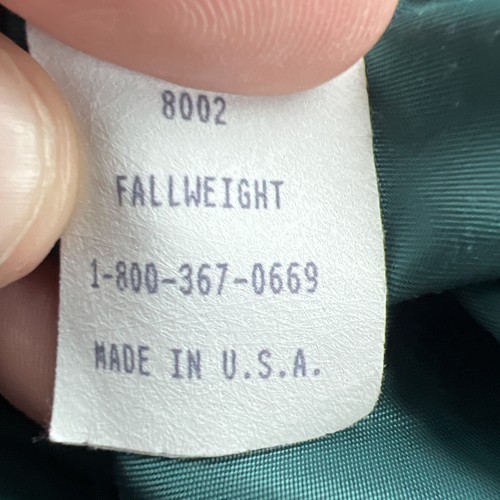 8002
FALLWEIGHT
1-800-367-0669
MADE IN U.S.A.